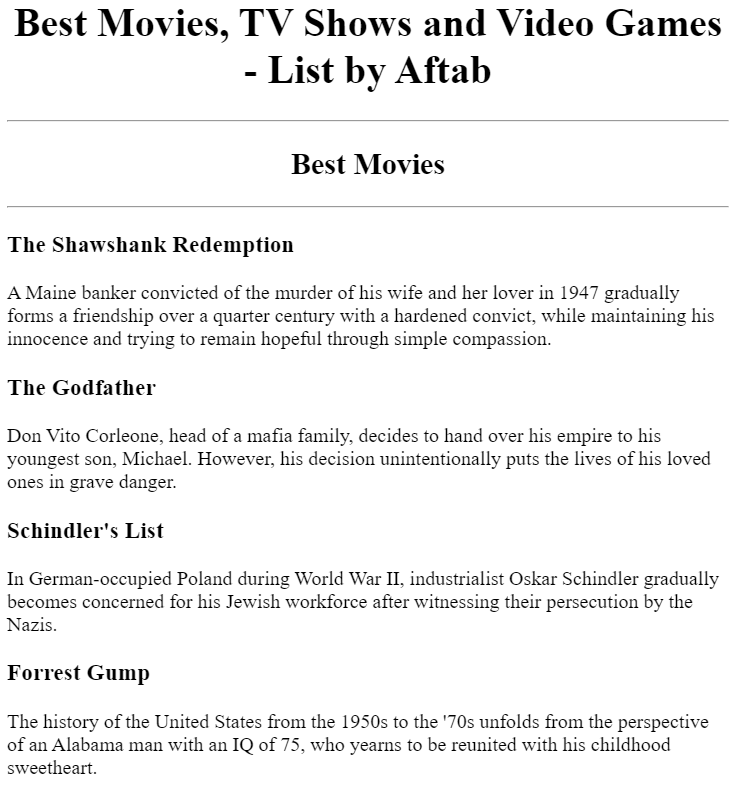 Best Movies, TV Shows and Video Games
- List by Aftab
Best Movies
The Shawshank Redemption
A Maine banker convicted of the murder of his wife and her lover in 1947 gradually
forms a friendship over a quarter century with a hardened convict, while maintaining his
innocence and trying to remain hopeful through simple compassion.
The Godfather
Don Vito Corleone, head of a mafia family, decides to hand over his empire to his
youngest son, Michael. However, his decision unintentionally puts the lives of his loved
ones in grave danger.
Schindler's List
In German-occupied Poland during World War II, industrialist Oskar Schindler gradually
becomes concerned for his Jewish workforce after witnessing their persecution by the
Nazis.
Forrest Gump
The history of the United States from the 1950s to the '70s unfolds from the perspective
of an Alabama man with an IQ of 75, who yearns to be reunited with his childhood
sweetheart.